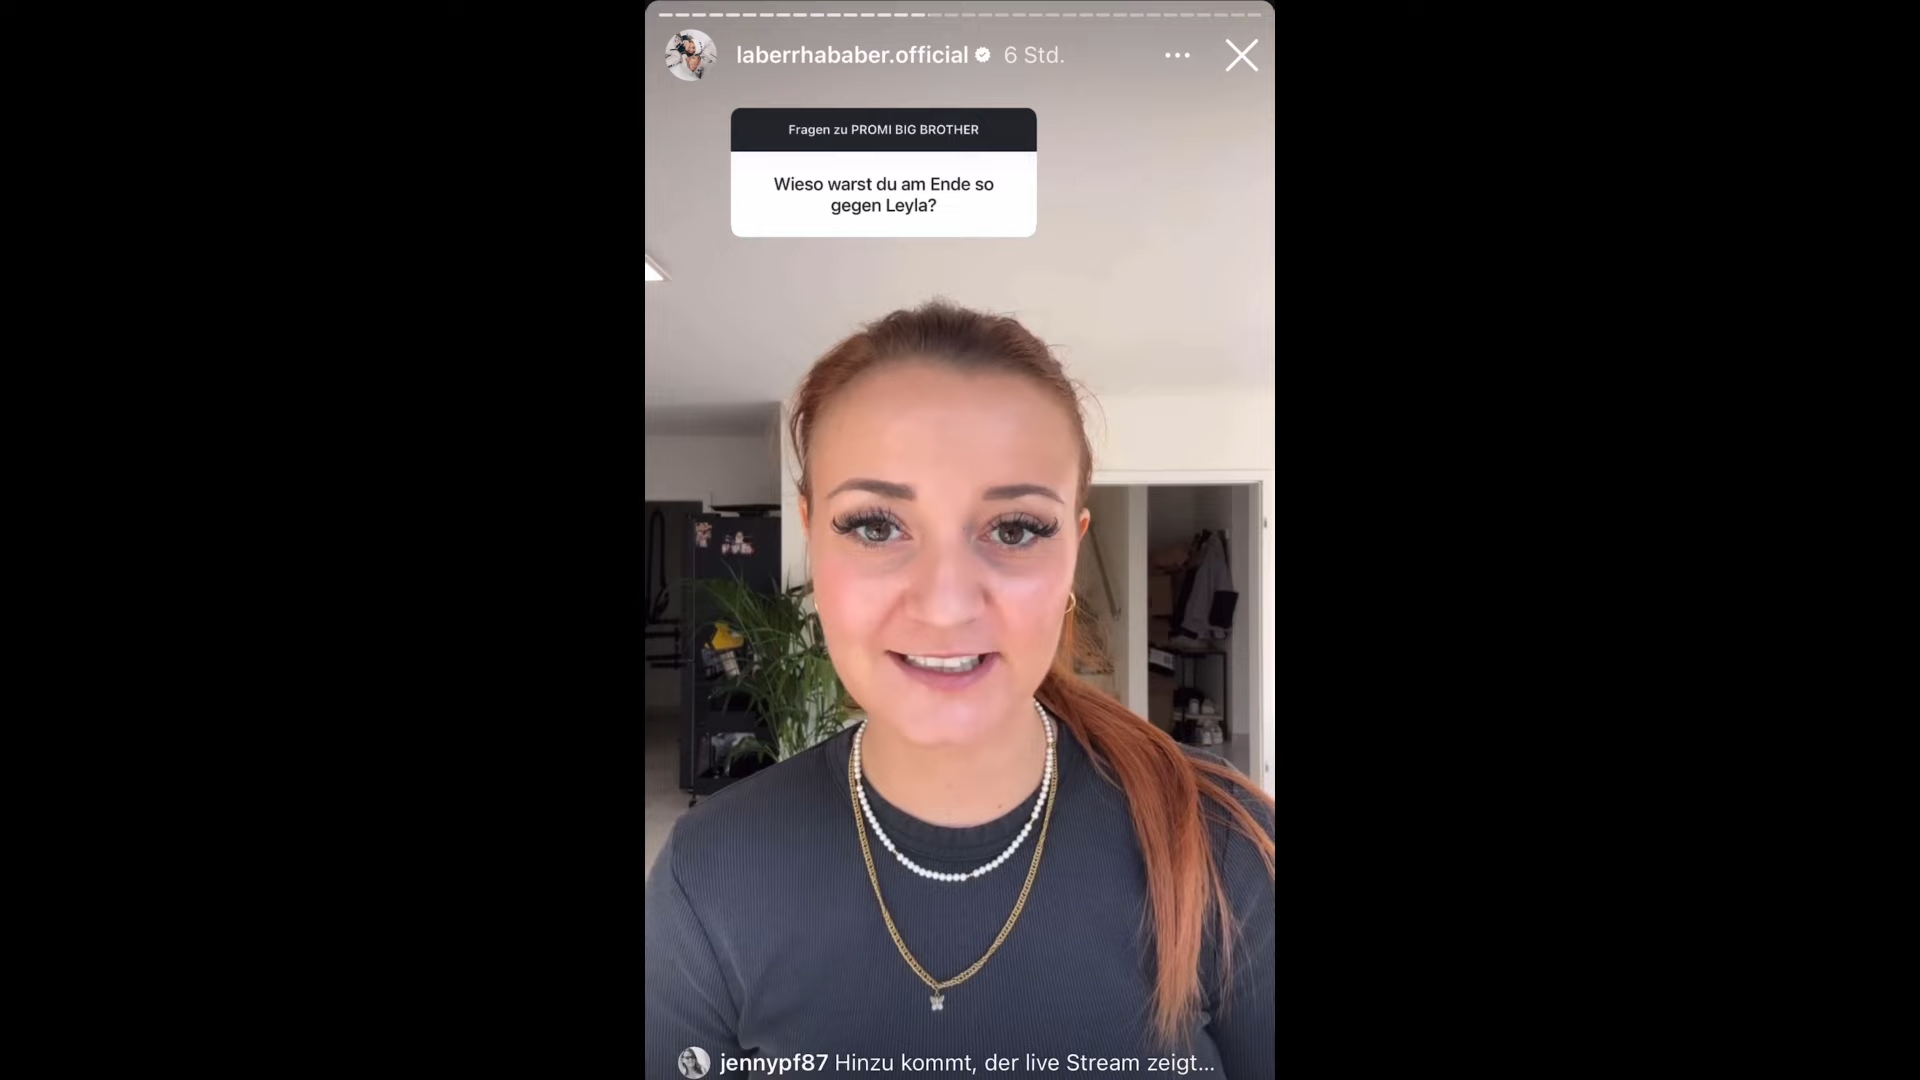 laberrhababer.official 6 Std.
Fragen zu PROMI BIG BROTHER
Wieso warst du am Ende so
gegen Leyla?
jennypf87 Hinzu kommt, der live Stream zeigt...